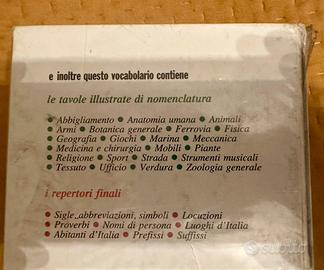 e inoltre questo vocabolario contiene
le tavole illustrate di nomenclatura
• Abbigliamento • Anatomia umana • Animali
• Armi • Botanica generale • Ferrovia • Fisica
• Geografia • Giochi • Marina • Meccanica
• Medicina e chirurgia • Mobili • Piante
• Religione • Sport • Strada • Strumenti musicali
• Tessuto • Ufficio • Verdura • Zoologia generale
i repertori finali
• Sigle, abbreviazioni, simboli • Locuzioni
• Proverbi • Nomi di persona • Luoghi d'Italia
• Abitanti d'Italia • Prefissi • Suffissi
subito